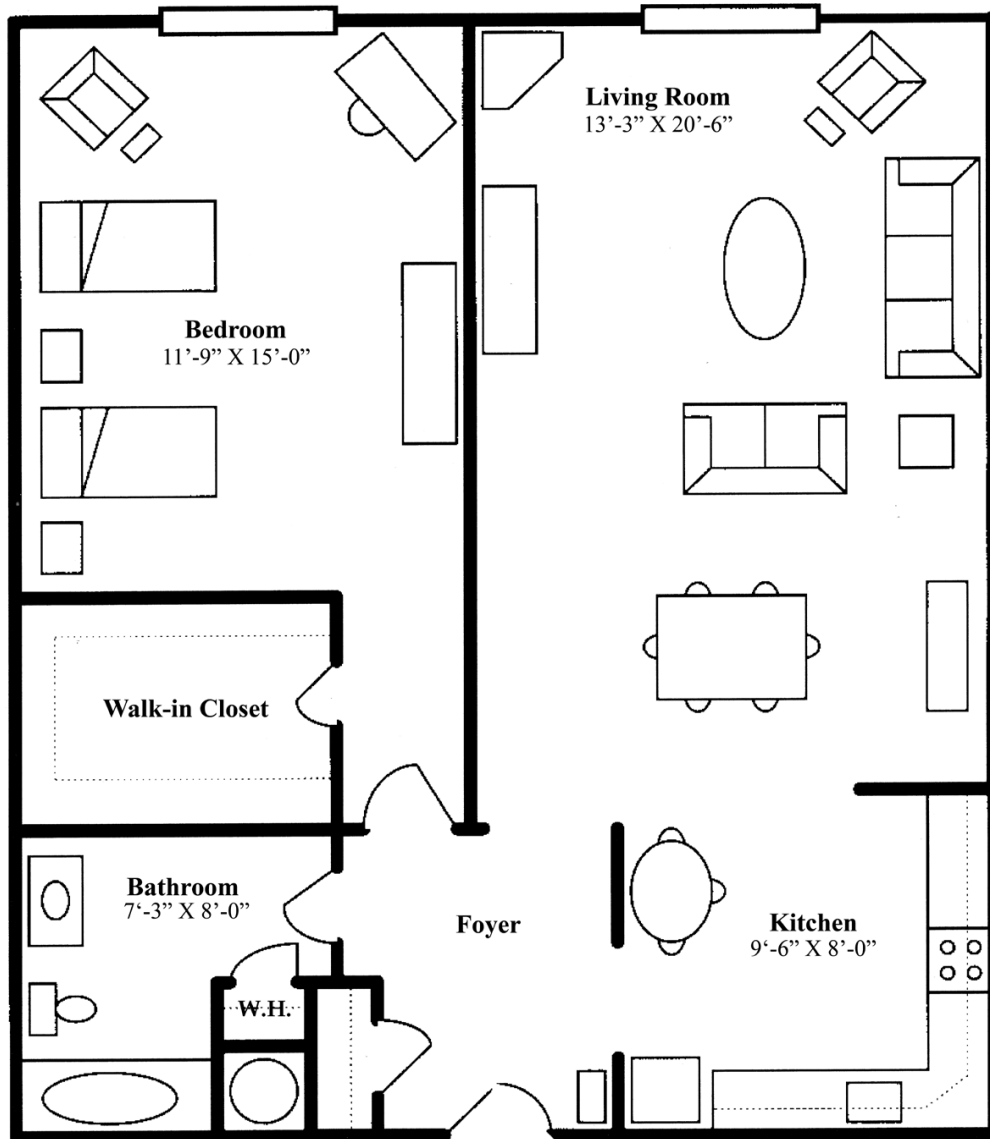 Living Room
13’-3” X 20’-6”
Bedroom
11’-9” X 15’-0”
Walk-in Closet
Bathroom
7‘-3” X 8’-0”
Foyer
Kitchen
9‘-6” X 8’-0”
W.H.